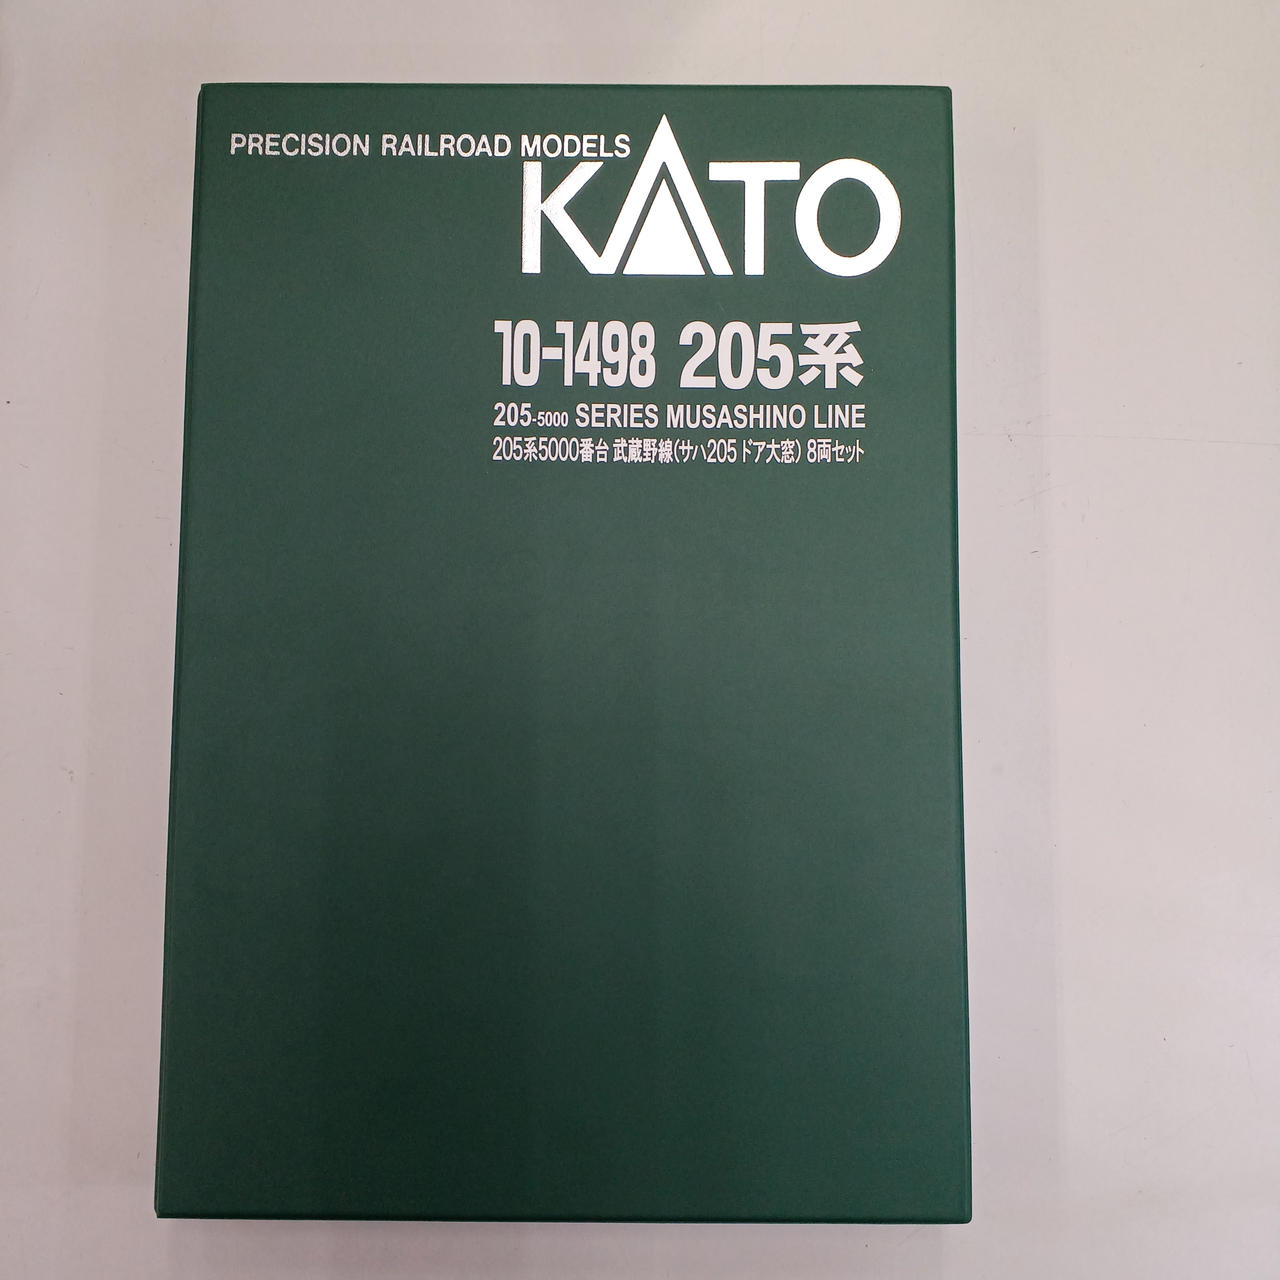 PRECISION RAILROAD MODELS
KATO
10-1498 205系
205-5000 SERIES MUSASHINO LINE
205系5000番台 武蔵野線(サハ205 ドア大窓) 8両セット